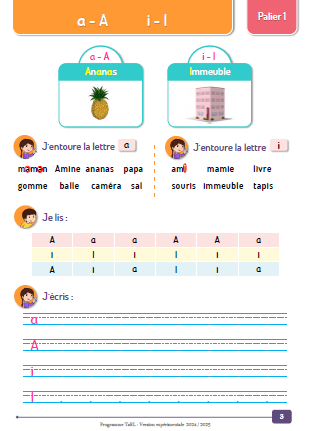 a - A i - I
Palier 1
a - A
Ananas
i - I
Immeuble
J'entoure la lettre a
maman Amine ananas papa
gomme balle caméra sal
J'entoure la lettre i
ami mamie livre
souris immeuble tapis
Je lis :
A a a A A a
i I i I i i
A i a I i a
J'écris :
a
A
i
I
Programme TaRL : Version expérimentale 2024/2025
3